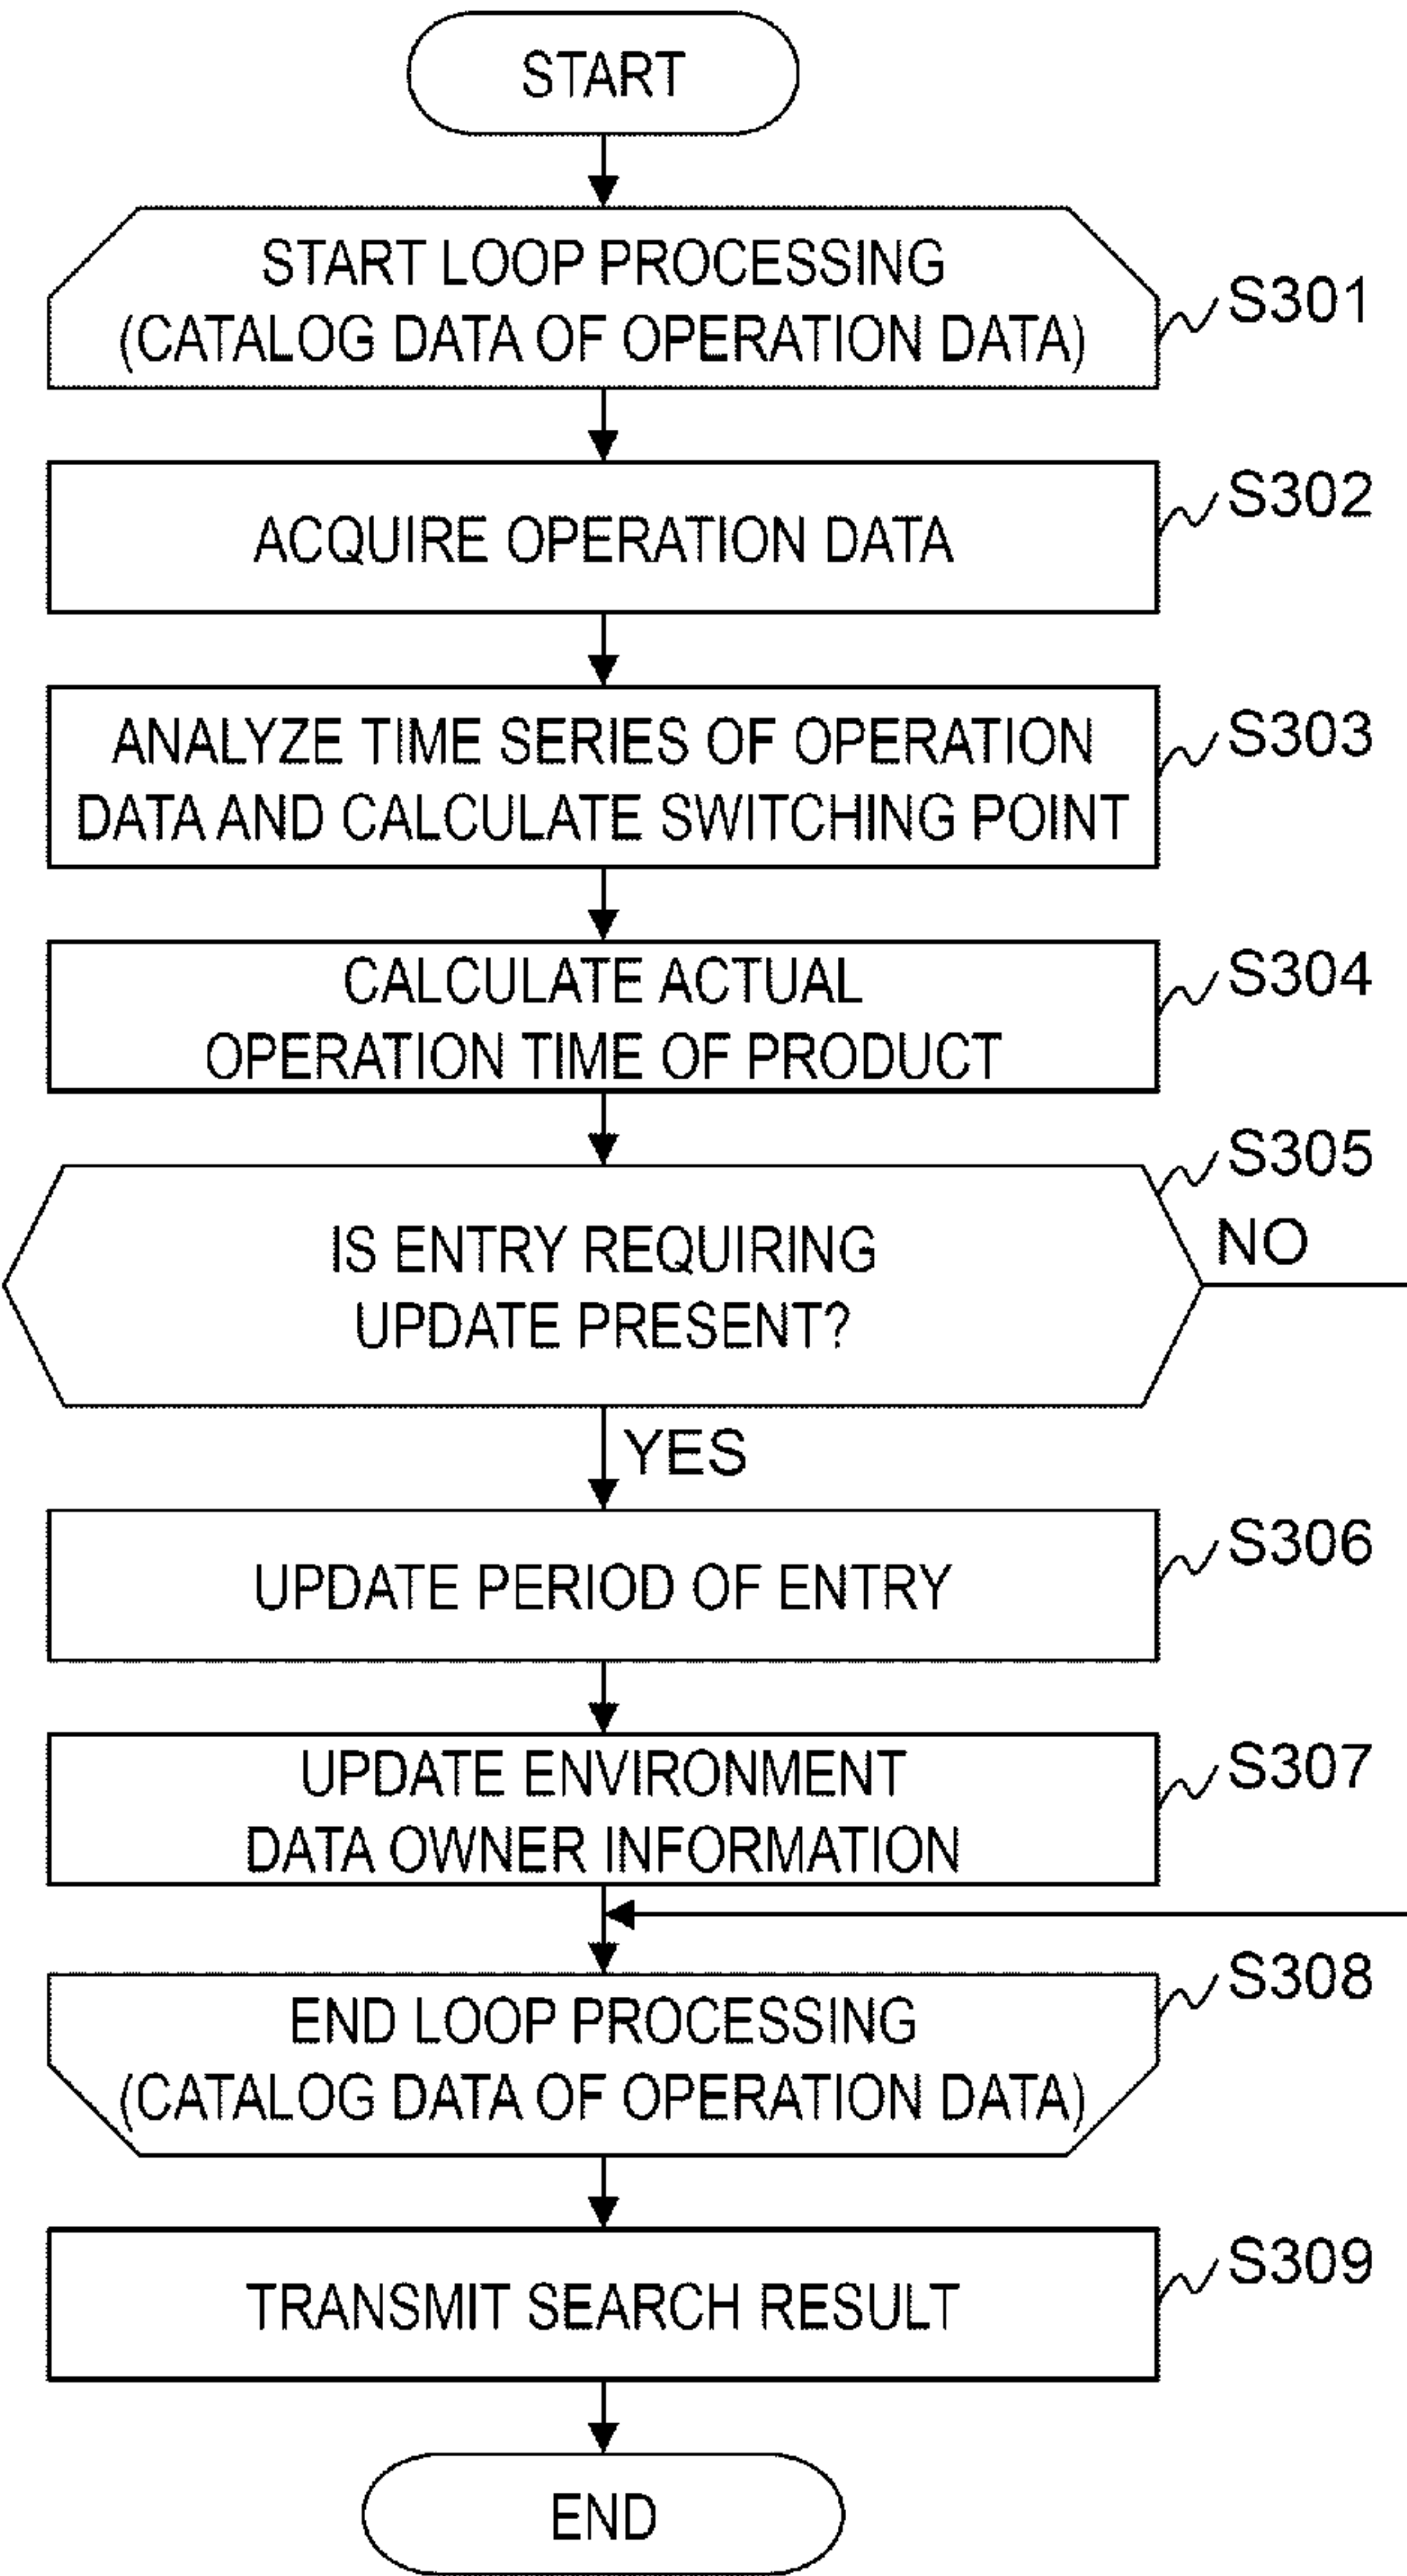 START
START LOOP PROCESSING
(CATALOG DATA OF OPERATION DATA)
S301
ACQUIRE OPERATION DATA
S302
ANALYZE TIME SERIES OF OPERATION
DATA AND CALCULATE SWITCHING POINT
S303
CALCULATE ACTUAL
OPERATION TIME OF PRODUCT
S304
IS ENTRY REQUIRING
UPDATE PRESENT?
S305
NO
YES
UPDATE PERIOD OF ENTRY
S306
UPDATE ENVIRONMENT
DATA OWNER INFORMATION
S307
END LOOP PROCESSING
(CATALOG DATA OF OPERATION DATA)
S308
TRANSMIT SEARCH RESULT
S309
END